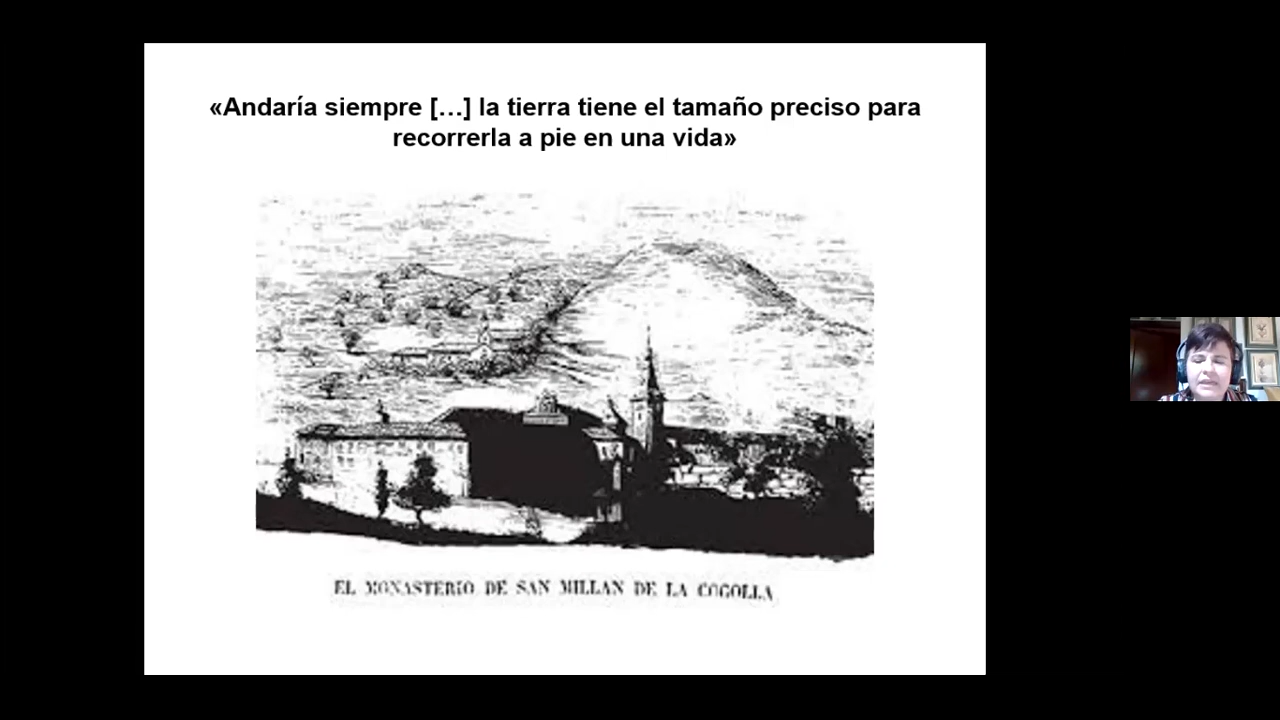 «Andaría siempre […] la tierra tiene el tamaño preciso para
recorrerla a pie en una vida»
EL MONASTERIO DE SAN MILLAN DE LA COGOLLA